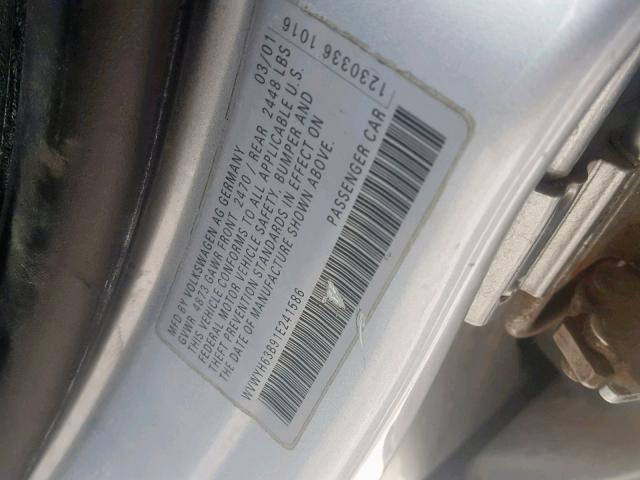 MFD BY VOLKSWAGEN AG GERMANY 03/01
GVWR 4873 GAWR FRONT 2470 / REAR 2448 LBS
THIS VEHICLE CONFORMS TO ALL APPLICABLE U.S.
FEDERAL MOTOR VEHICLE SAFETY, BUMPER AND
THEFT PREVENTION STANDARDS IN EFFECT ON
THE DATE OF MANUFACTURE SHOWN ABOVE.
1230336 1016
PASSENGER CAR
WVWYH63B91E241586